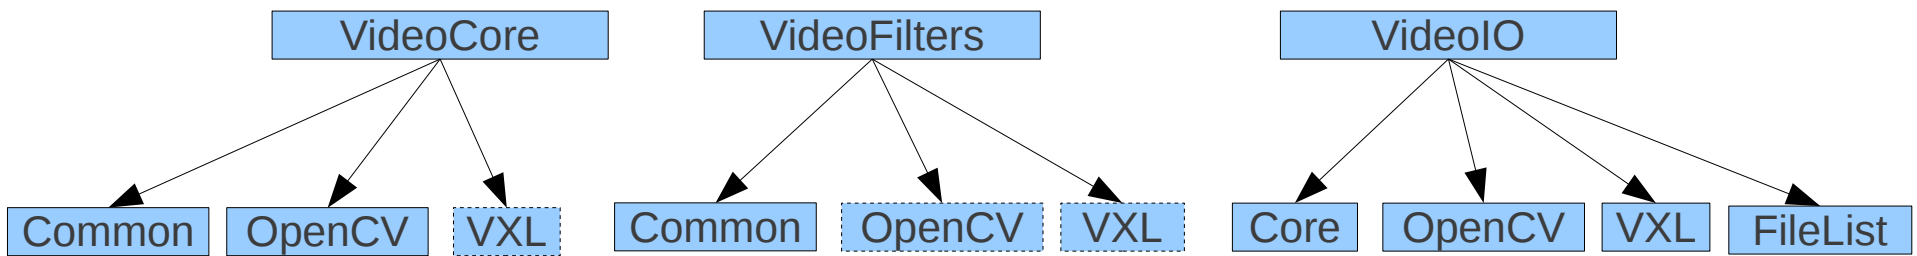 VideoCore
VideoFilters
VideoIO
Common
OpenCV
VXL
Common
OpenCV
VXL
Core
OpenCV
VXL
FileList